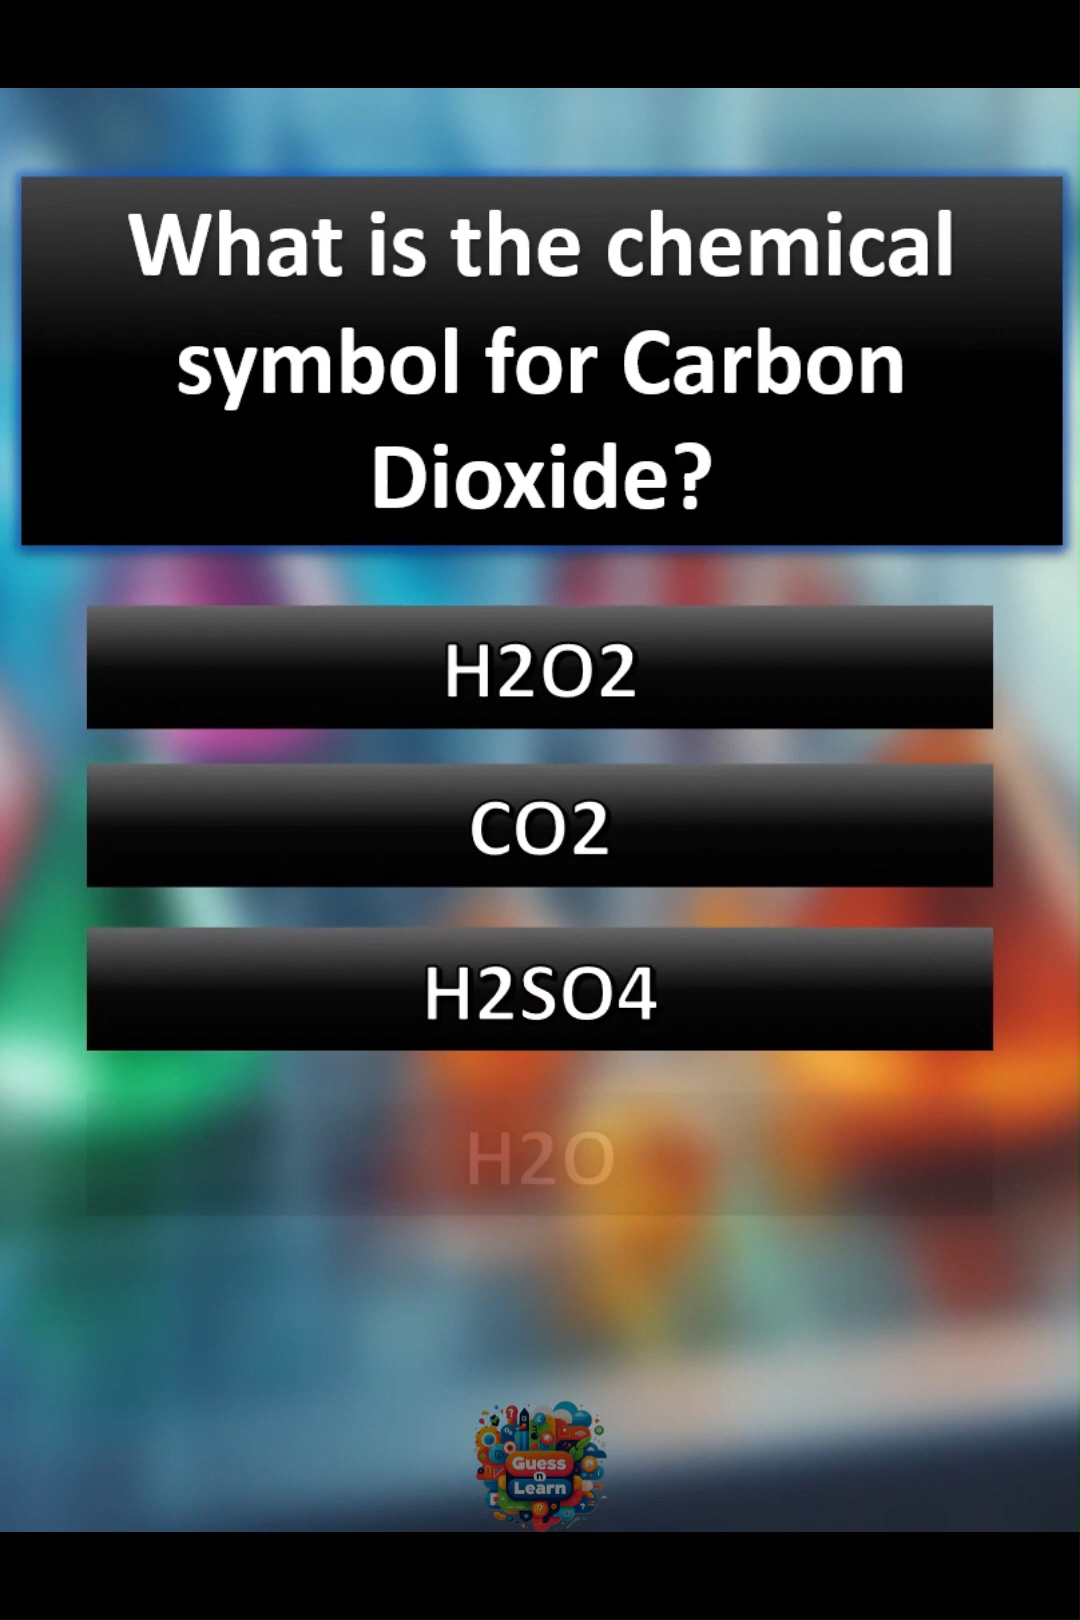 What is the chemical
symbol for Carbon
Dioxide?
H2O2
CO2
H2SO4
H2O
Guess
n
Learn